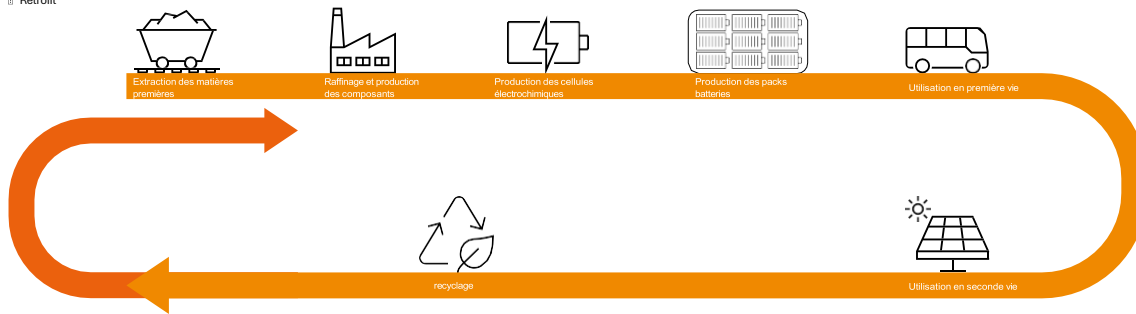 Retrofit
Extraction des matières
premières
Raffinage et production
des composants
Production des cellules
électrochimiques
Production des packs
batteries
Utilisation en première vie
recyclage
Utilisation en seconde vie